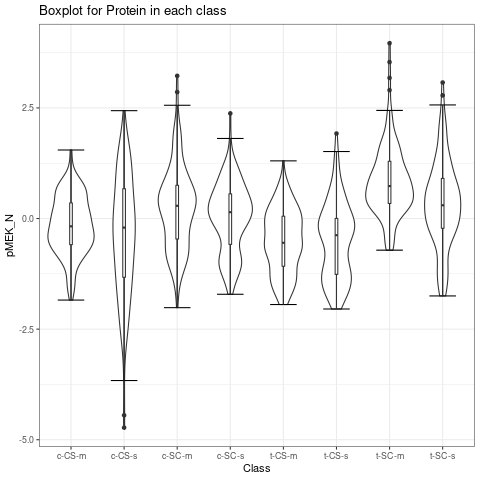 Boxplot for Protein in each class
pMEK_N
2.5
0.0
-2.5
-5.0
c-CS-m c-CS-s c-SC-m c-SC-s t-CS-m t-CS-s t-SC-m t-SC-s
Class